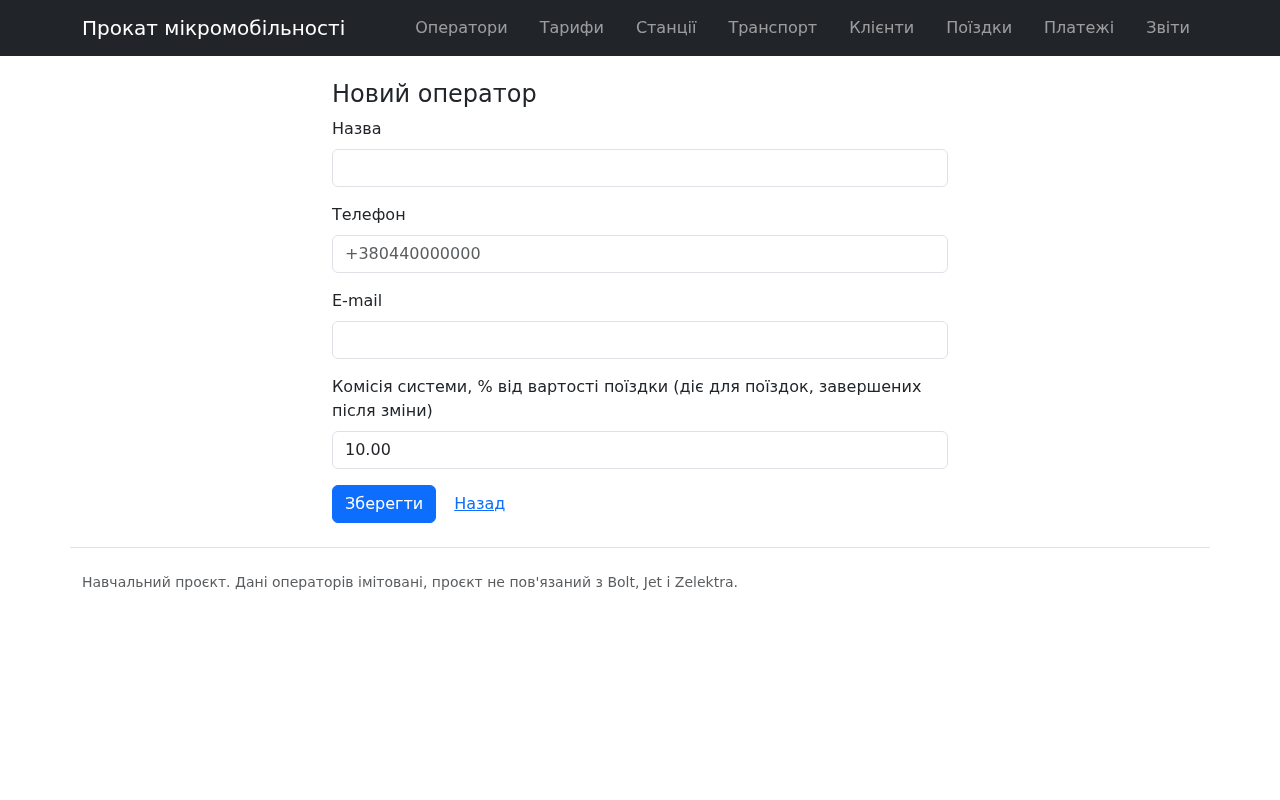 Прокат мікромобільності Оператори Тарифи Станції Транспорт Клієнти Поїздки Платежі Звіти
Новий оператор
Назва
Телефон
+380440000000
E-mail
Комісія системи, % від вартості поїздки (діє для поїздок, завершених
після зміни)
10.00
Зберегти Назад
Навчальний проєкт. Дані операторів імітовані, проєкт не пов'язаний з Bolt, Jet і Zelektra.